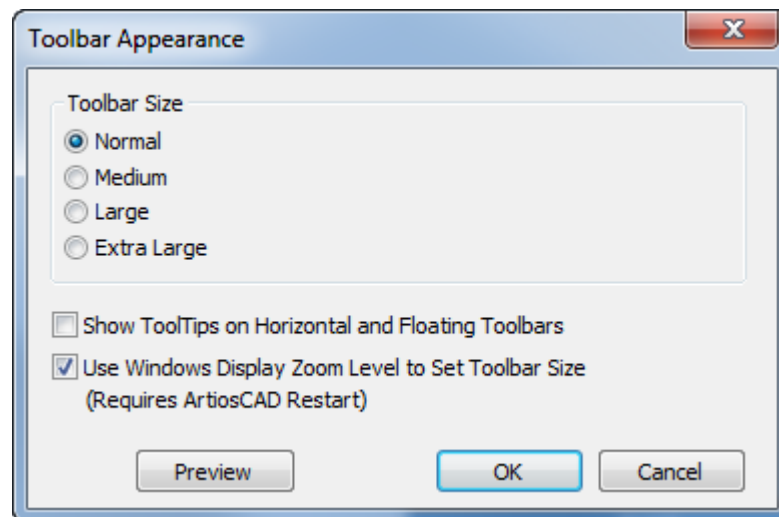 Toolbar Appearance
Toolbar Size
Normal
Medium
Large
Extra Large
Show ToolTips on Horizontal and Floating Toolbars
Use Windows Display Zoom Level to Set Toolbar Size
(Requires ArtiosCAD Restart)
Preview OK Cancel